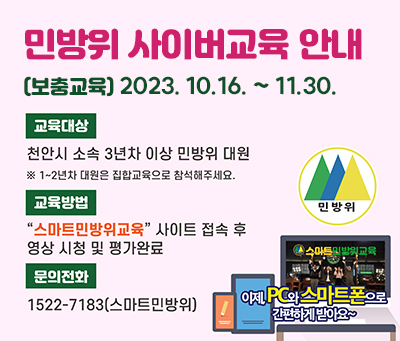 민방위 사이버교육 안내
(보충교육) 2023. 10.16. ~ 11.30.
교육대상
천안시 소속 3년차 이상 민방위 대원
※ 1~2년차 대원은 집합교육으로 참석해주세요.
교육방법
“스마트민방위교육” 사이트 접속 후
영상 시청 및 평가완료
문의전화
1522-7183(스마트민방위)
민방위
스마트민방위교육
이제, PC와 스마트폰으로
간편하게 받아요~